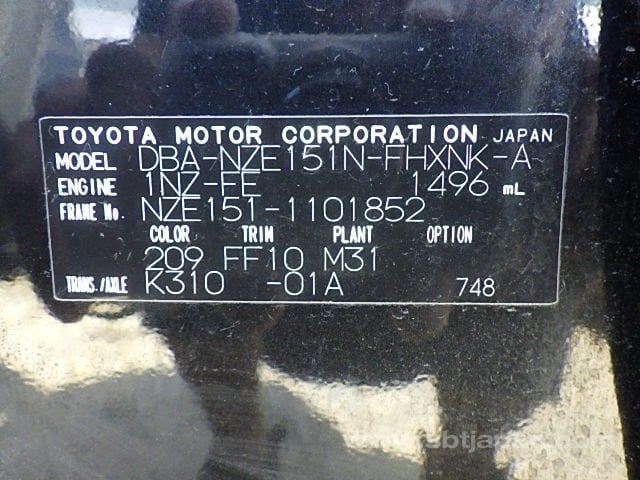 TOYOTA MOTOR CORPORATION JAPAN
MODEL DBA-NZE151N-FHXNK-A
ENGINE 1NZ-FE 1496 mL
FRAME No. NZE151-1101852
COLOR TRIM PLANT OPTION
209 FF10 M31
TRANS./AXLE K310 -01A 748